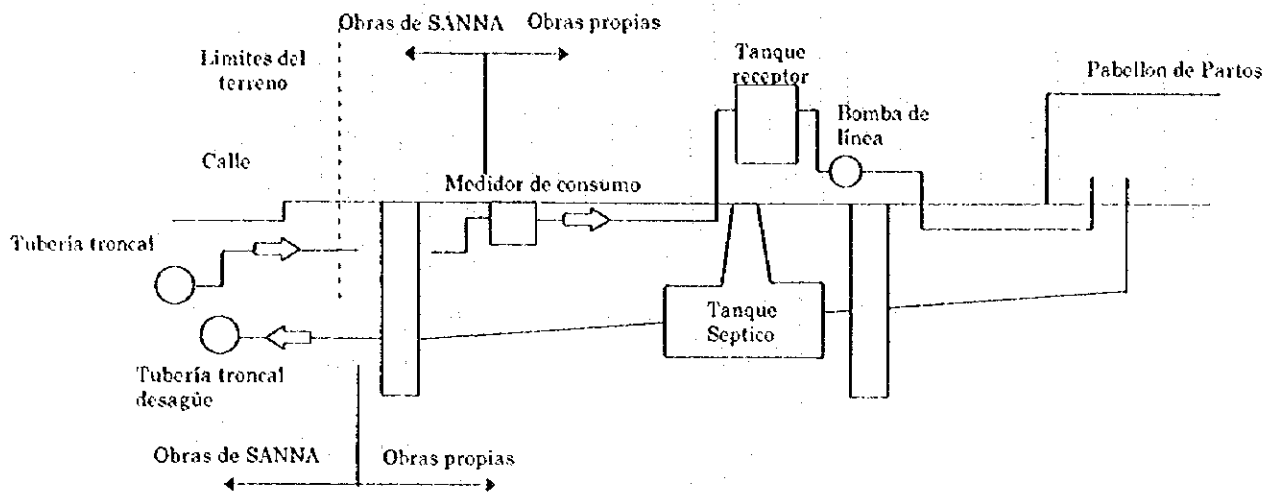 Obras de SANNA
Obras propias
Limites del
terreno
Tanque
receptor
Pabellon de Partos
Bomba de
línea
Calle
Medidor de consumo
Tubería troncal
Tanque
Septico
Tubería troncal
desagüe
Obras de SANNA
Obras propias